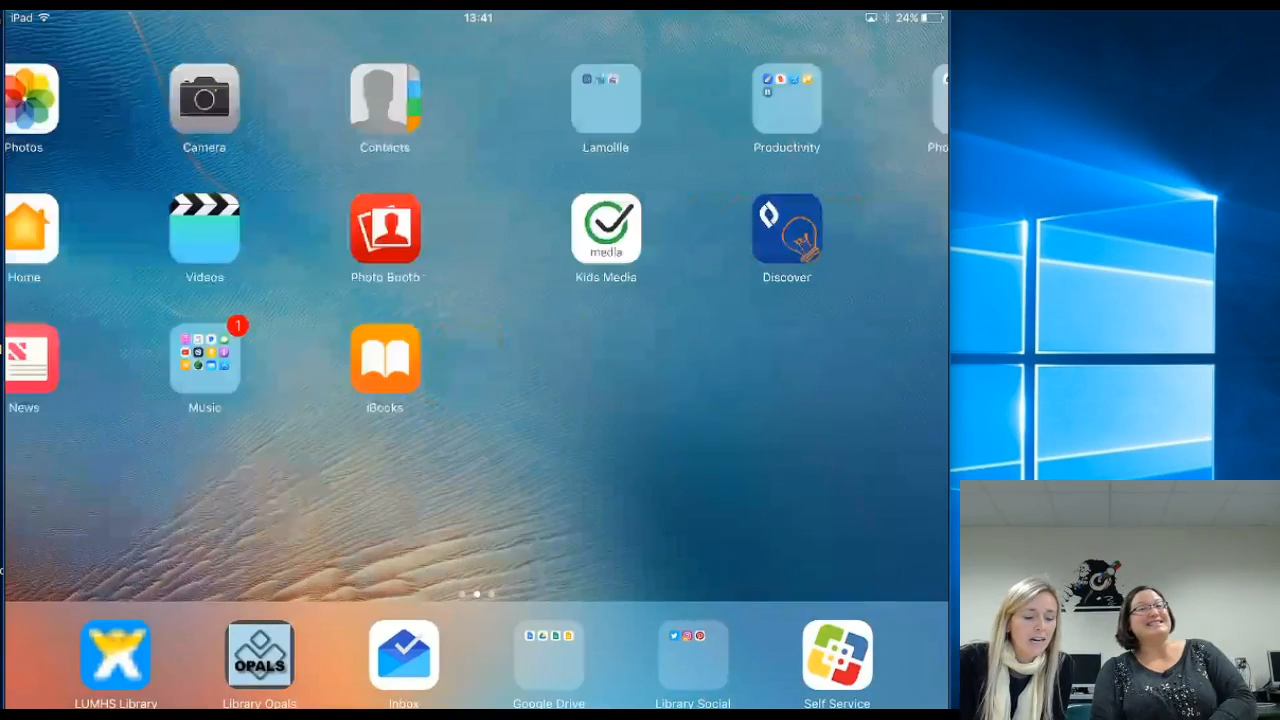 iPad 13:41 24%
Photos Camera Contacts Lamoille Productivity Pho
media
Home Videos Photo Booth Kids Media Discover
1
News Music iBooks
OPALS
LUMHS Library Library Opals Inbox Google Drive Library Social Self Service